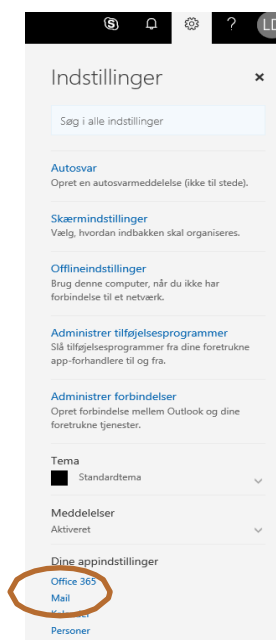 S ? LD
Indstillinger ×
Søg i alle indstillinger
Autosvar
Opret en autosvarmeddelelse (ikke til stede).
Skærmindstillinger
Vælg, hvordan indbakken skal organiseres.
Offlineindstillinger
Brug denne computer, når du ikke har
forbindelse til et netværk.
Administrer tilføjelsesprogrammer
Slå tilføjelsesprogrammer fra dine foretrukne
app-forhandlere til og fra.
Administrer forbindelser
Opret forbindelse mellem Outlook og dine
foretrukne tjenester.
Tema
Standardtema
Meddelelser
Aktiveret
Dine appindstillinger
Office 365
Mail
Kalender
Personer